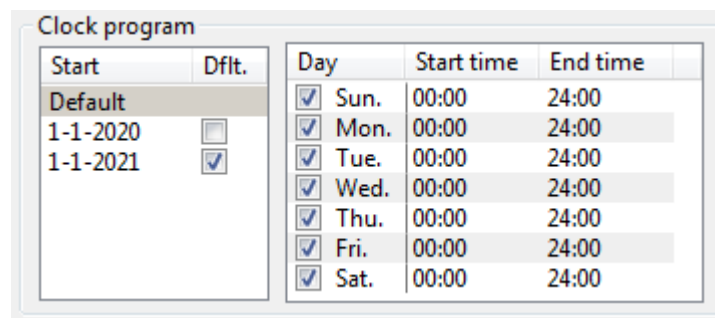 Clock program
Start Dflt.
Default
1-1-2020
1-1-2021
Day Start time End time
Sun. 00:00 24:00
Mon. 00:00 24:00
Tue. 00:00 24:00
Wed. 00:00 24:00
Thu. 00:00 24:00
Fri. 00:00 24:00
Sat. 00:00 24:00